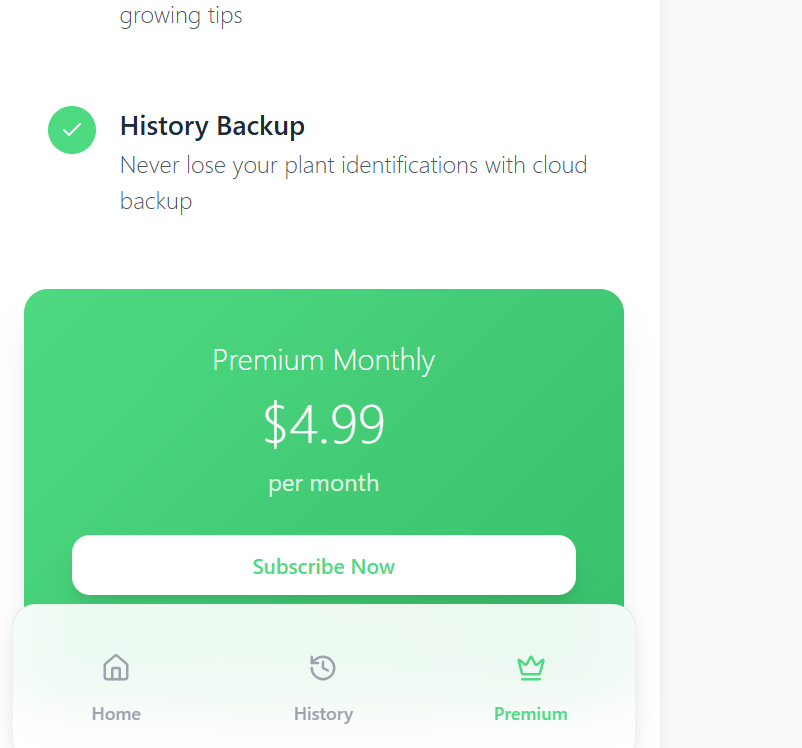 growing tips
History Backup
Never lose your plant identifications with cloud
backup
Premium Monthly
$4.99
per month
Subscribe Now
Home
History
Premium